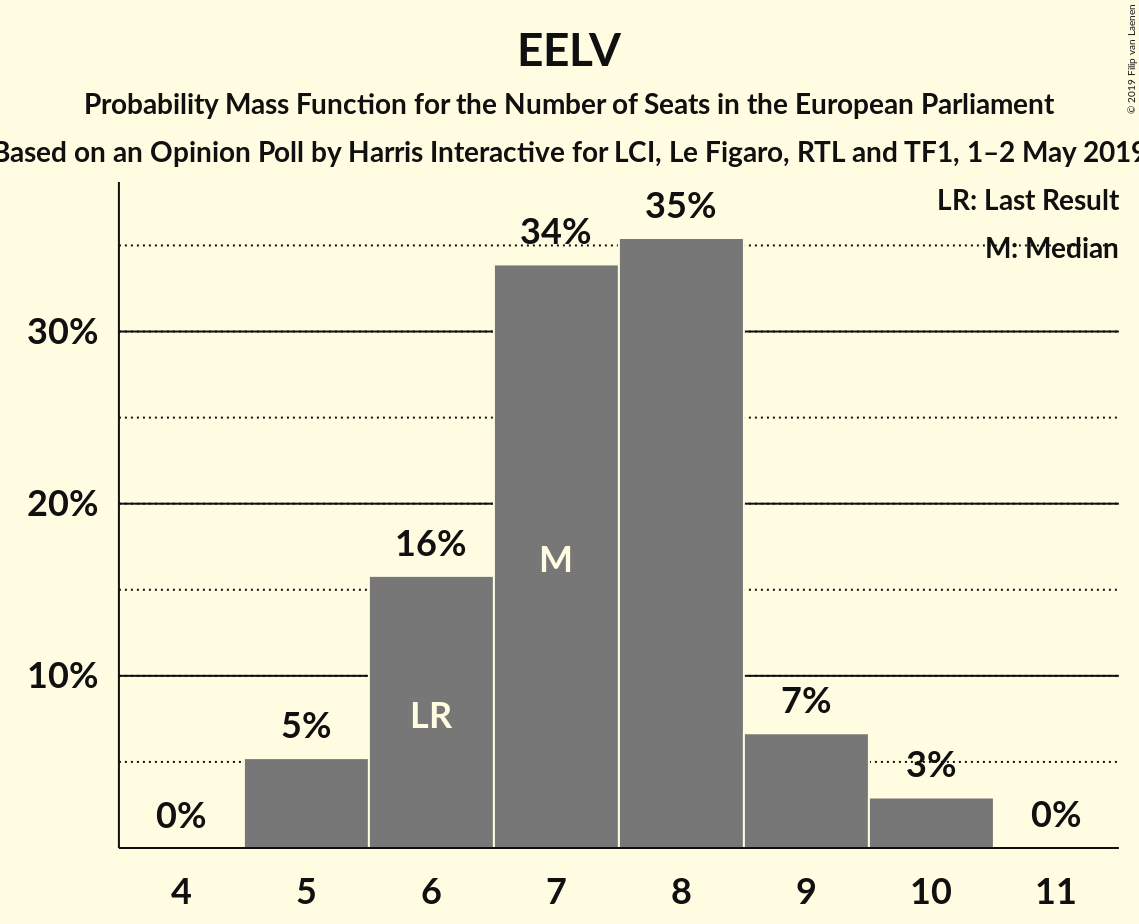 EELV
Probability Mass Function for the Number of Seats in the European Parliament
Based on an Opinion Poll by Harris Interactive for LCI, Le Figaro, RTL and TF1, 1–2 May 2019
© 2019 Filip van Laenen
LR: Last Result
M: Median
35%
34%
30%
20%
16%
M
10%
LR
7%
5%
3%
0%
0%
4 5 6 7 8 9 10 11